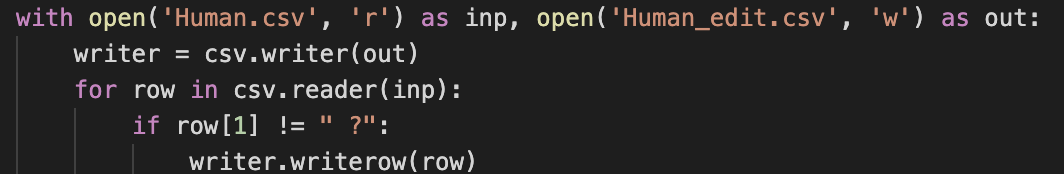 with open('Human.csv', 'r') as inp, open('Human_edit.csv', 'w') as out:
    writer = csv.writer(out)
    for row in csv.reader(inp):
        if row[1] != " ?":
            writer.writerow(row)